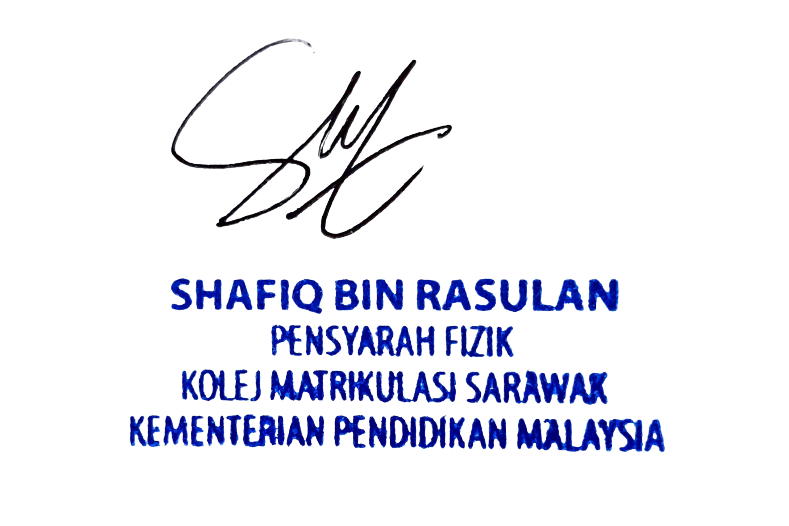 SHAFIQ BIN RASULAN
PENSYARAH FIZIK
KOLEJ MATRIKULASI SARAWAK
KEMENTERIAN PENDIDIKAN MALAYSIA